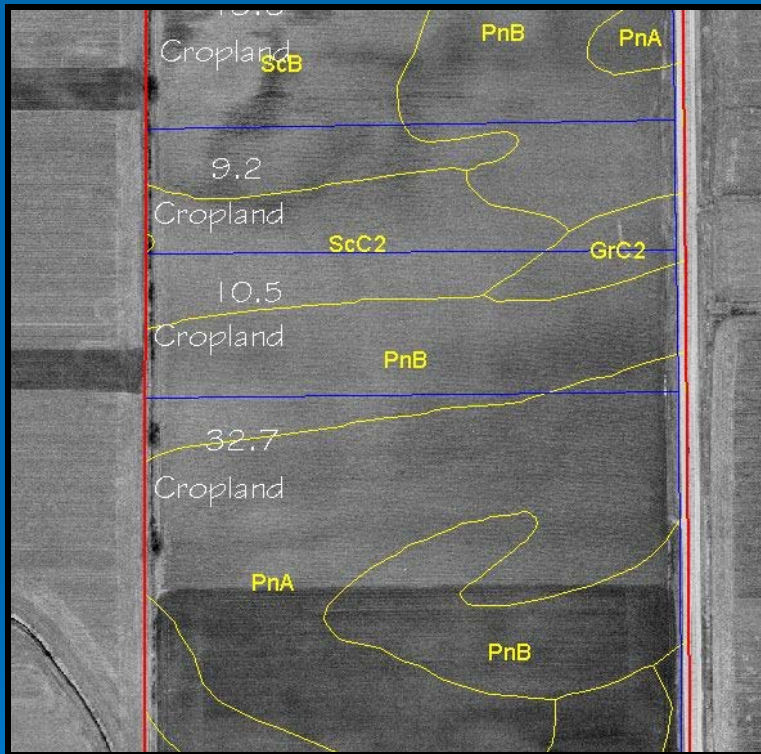 Cropland
ScB
PnB
PnA
9.2
Cropland
ScC2
GrC2
10.5
Cropland
PnB
32.7
Cropland
PnA
PnB